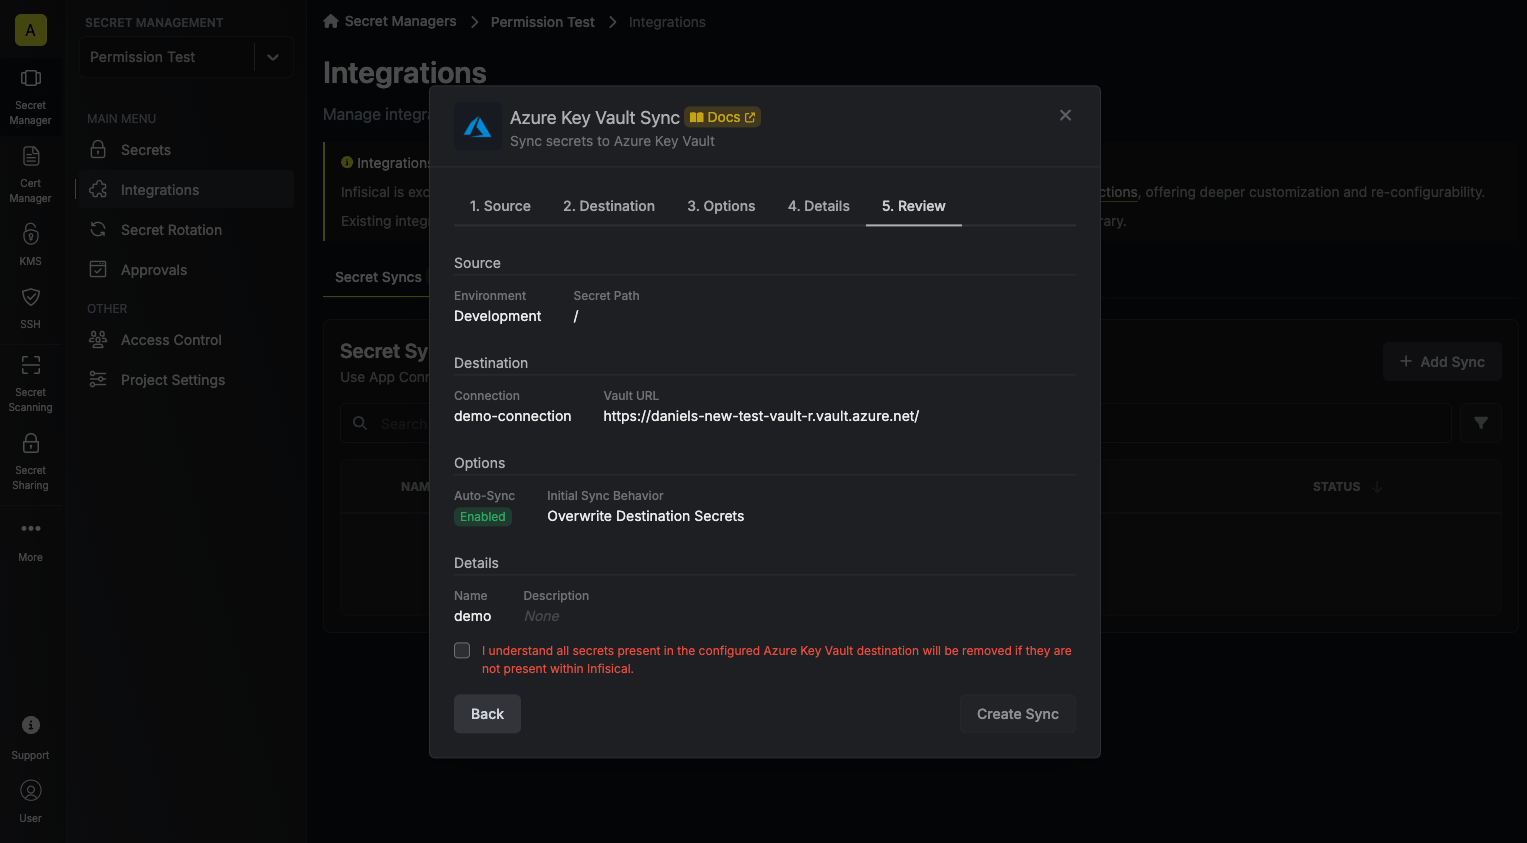 A
Secret
Manager
Cert
Manager
KMS
SSH
Secret
Scanning
Secret
Sharing
More
Support
User
SECRET MANAGEMENT
Permission Test
MAIN MENU
Secrets
Integrations
Secret Rotation
Approvals
OTHER
Access Control
Project Settings
Secret Managers
Permission Test
Integrations
Integrations
Manage integra
Integrations
Infisical is exc
ctions, offering deeper customization and re-configurability.
Existing integ
rary.
Secret Syncs
Secret Sy
Use App Conn
+ Add Sync
Search
NAM
STATUS
Azure Key Vault Sync
Docs
Sync secrets to Azure Key Vault
1. Source
2. Destination
3. Options
4. Details
5. Review
Source
Environment
Secret Path
Development
/
Destination
Connection
Vault URL
demo-connection
https://daniels-new-test-vault-r.vault.azure.net/
Options
Auto-Sync
Initial Sync Behavior
Enabled
Overwrite Destination Secrets
Details
Name
Description
demo
None
I understand all secrets present in the configured Azure Key Vault destination will be removed if they are
not present within Infisical.
Back
Create Sync